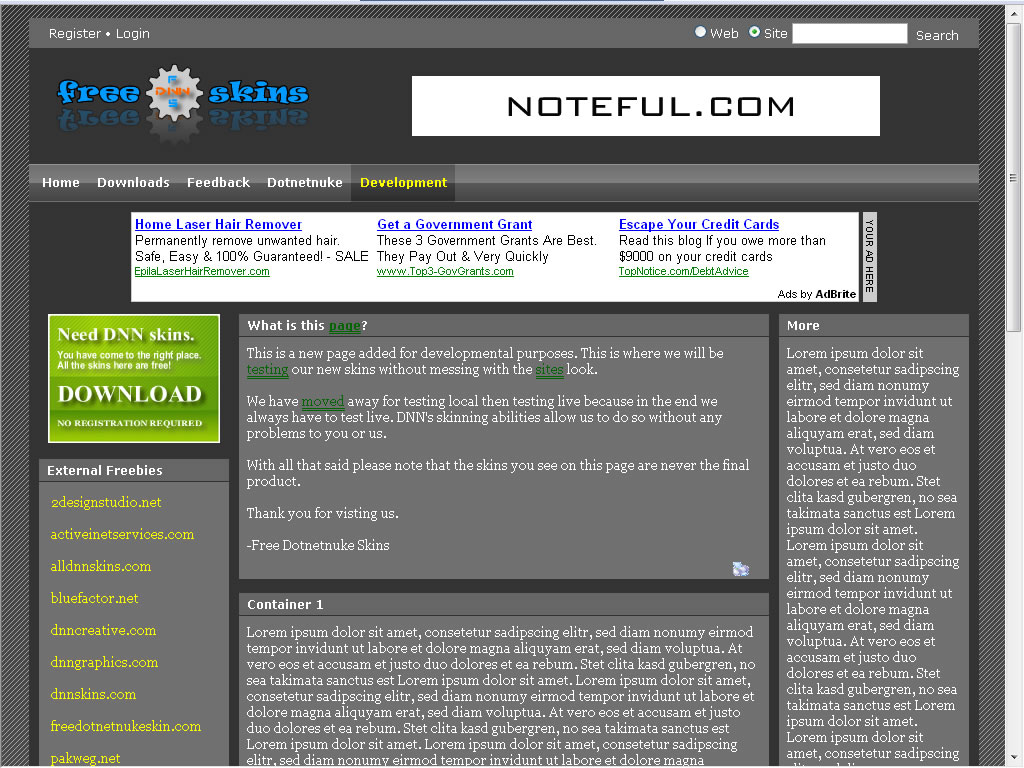 Register • Login
Web Site Search
free DNN skins
F
S
NOTEFUL.COM
Home Downloads Feedback Dotnetnuke Development
Home Laser Hair Remover
Permanently remove unwanted hair.
Safe, Easy & 100% Guaranteed! - SALE
EpilaLaserHairRemover.com
Get a Government Grant
These 3 Government Grants Are Best.
They Pay Out & Very Quickly
www.Top3-GovGrants.com
Escape Your Credit Cards
Read this blog If you owe more than
$9000 on your credit cards
TopNotice.com/DebtAdvice
Ads by AdBrite
YOUR AD HERE
Need DNN skins.
You have come to the right place.
All the skins here are free!
DOWNLOAD
NO REGISTRATION REQUIRED
External Freebies
2designstudio.net
activeinetservices.com
alldnnskins.com
bluefactor.net
dnncreative.com
dnngraphics.com
dnnskins.com
freedotnetnukeskin.com
pakweg.net
What is this page?
This is a new page added for developmental purposes. This is where we will be
testing our new skins without messing with the sites look.
We have moved away for testing local then testing live because in the end we
always have to test live. DNN's skinning abilities allow us to do so without any
problems to you or us.
With all that said please note that the skins you see on this page are never the final
product.
Thank you for visting us.
-Free Dotnetnuke Skins
Container 1
Lorem ipsum dolor sit amet, consetetur sadipscing elitr, sed diam nonumy eirmod
tempor invidunt ut labore et dolore magna aliquyam erat, sed diam voluptua. At
vero eos et accusam et justo duo dolores et ea rebum. Stet clita kasd gubergren, no
sea takimata sanctus est Lorem ipsum dolor sit amet. Lorem ipsum dolor sit amet,
consetetur sadipscing elitr, sed diam nonumy eirmod tempor invidunt ut labore et
dolore magna aliquyam erat, sed diam voluptua. At vero eos et accusam et justo
duo dolores et ea rebum. Stet clita kasd gubergren, no sea takimata sanctus est
Lorem ipsum dolor sit amet. Lorem ipsum dolor sit amet, consetetur sadipscing
elitr, sed diam nonumy eirmod tempor invidunt ut labore et dolore magna
More
Lorem ipsum dolor sit
amet, consetetur sadipscing
elitr, sed diam nonumy
eirmod tempor invidunt ut
labore et dolore magna
aliquyam erat, sed diam
voluptua. At vero eos et
accusam et justo duo
dolores et ea rebum. Stet
clita kasd gubergren, no sea
takimata sanctus est Lorem
ipsum dolor sit amet.
Lorem ipsum dolor sit
amet, consetetur sadipscing
elitr, sed diam nonumy
eirmod tempor invidunt ut
labore et dolore magna
aliquyam erat, sed diam
voluptua. At vero eos et
accusam et justo duo
dolores et ea rebum. Stet
clita kasd gubergren, no sea
takimata sanctus est Lorem
ipsum dolor sit amet.
Lorem ipsum dolor sit
amet, consetetur sadipscing